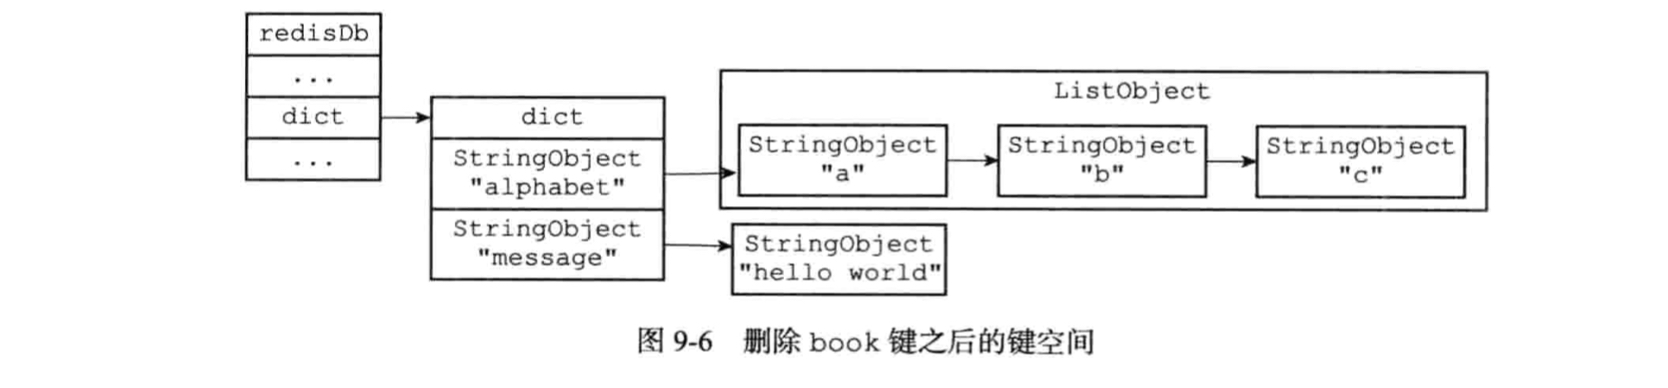 redisDb
...
dict
...
dict
StringObject
"alphabet"
StringObject
"message"
ListObject
StringObject
"a"
StringObject
"b"
StringObject
"c"
StringObject
"hello world"
图 9-6 删除 book 键之后的键空间